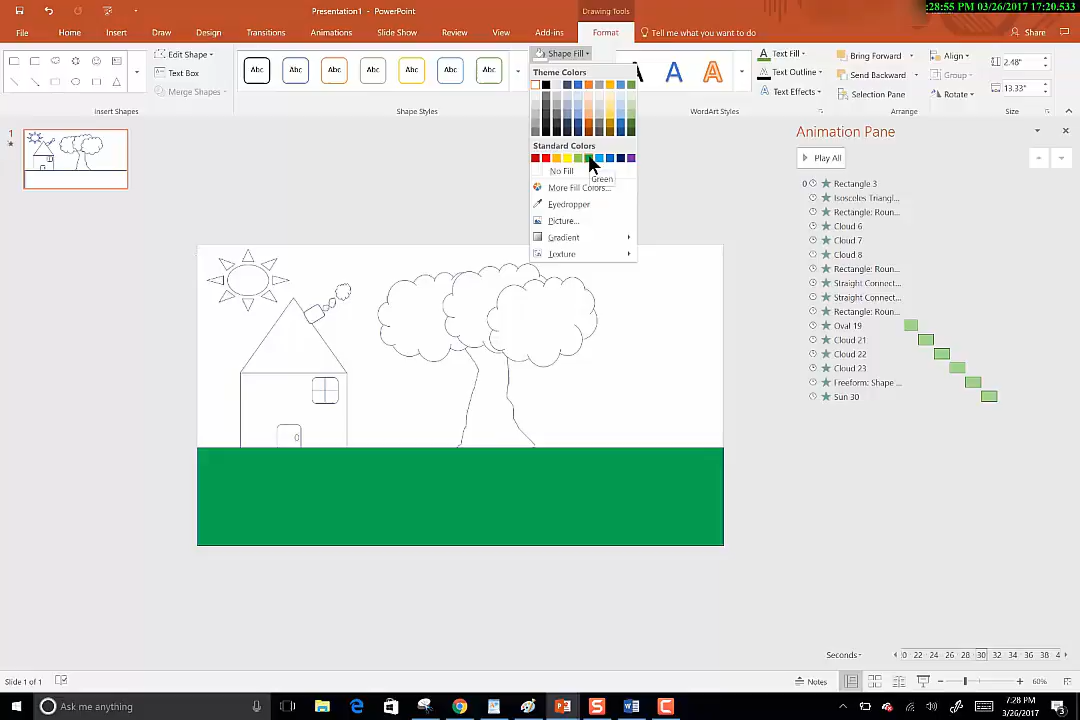 Presentation1 - PowerPoint
Drawing Tools
:28:55 PM 03/26/2017 17:20.533
File
Home
Insert
Draw
Design
Transitions
Animations
Slide Show
Review
View
Add-ins
Format
Tell me what you want to do
Share
Edit Shape
Text Box
Merge Shapes
Insert Shapes
Abc Abc Abc Abc Abc Abc Abc
Shape Styles
Shape Fill
Theme Colors
Standard Colors
No Fill
Green
More Fill Colors...
Eyedropper
Picture...
Gradient
Texture
A A A
Text Fill
Text Outline
Text Effects
WordArt Styles
Bring Forward
Send Backward
Selection Pane
Align
Group
Rotate
Arrange
2.48"
13.33"
Size
1
Animation Pane
Play All
0 Rectangle 3
Isosceles Triangl...
Rectangle: Roun...
Cloud 6
Cloud 7
Cloud 8
Rectangle: Roun...
Straight Connect...
Straight Connect...
Rectangle: Roun...
Oval 19
Cloud 21
Cloud 22
Cloud 23
Freeform: Shape ...
Sun 30
Seconds
0 22 24 26 28 30 32 34 36 38 4
Slide 1 of 1
Notes
60%
Ask me anything
7:28 PM
3/26/2017